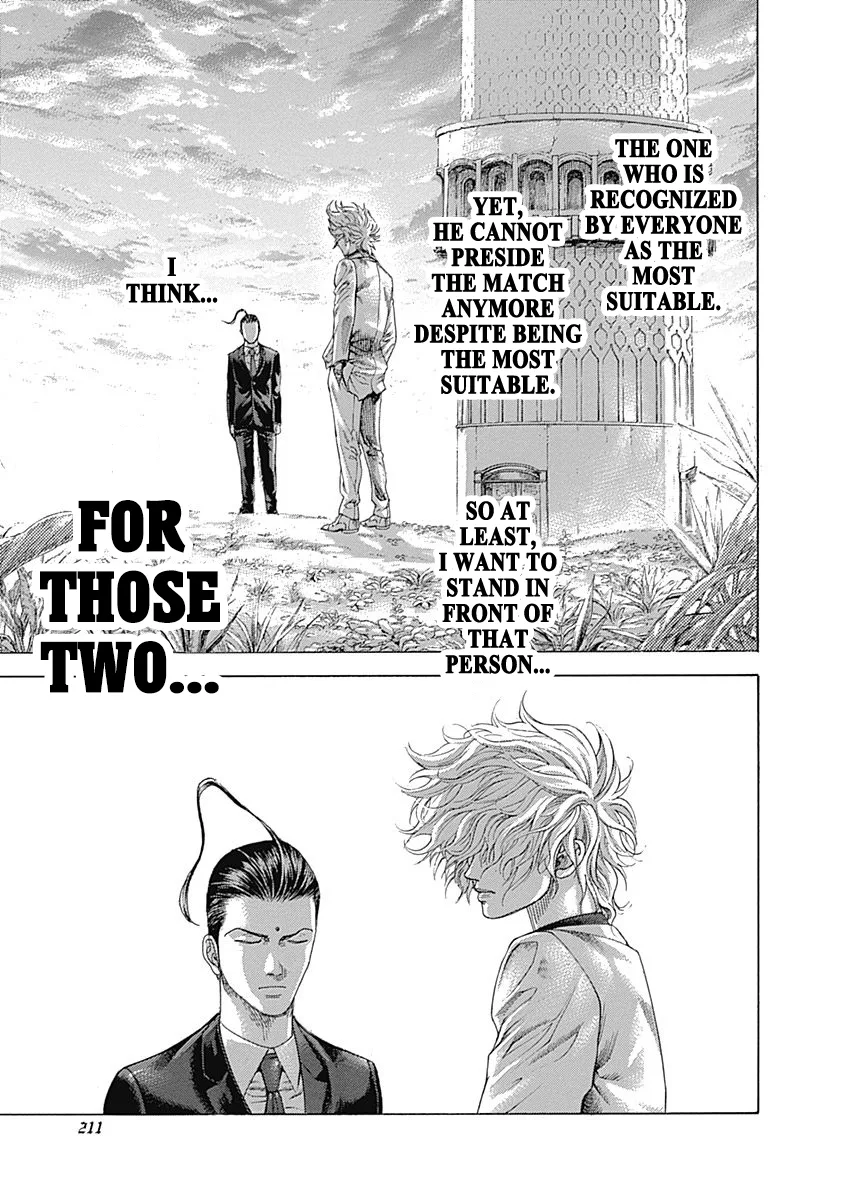 THE ONE
WHO IS
RECOGNIZED
BY EVERYONE
AS THE
MOST
SUITABLE.
YET,
HE CANNOT
PRESIDE
THE MATCH
ANYMORE
DESPITE BEING
THE MOST
SUITABLE.
SO AT
LEAST,
I WANT TO
STAND IN
FRONT OF
THAT
PERSON...
I
THINK...
FOR
THOSE
TWO...
211